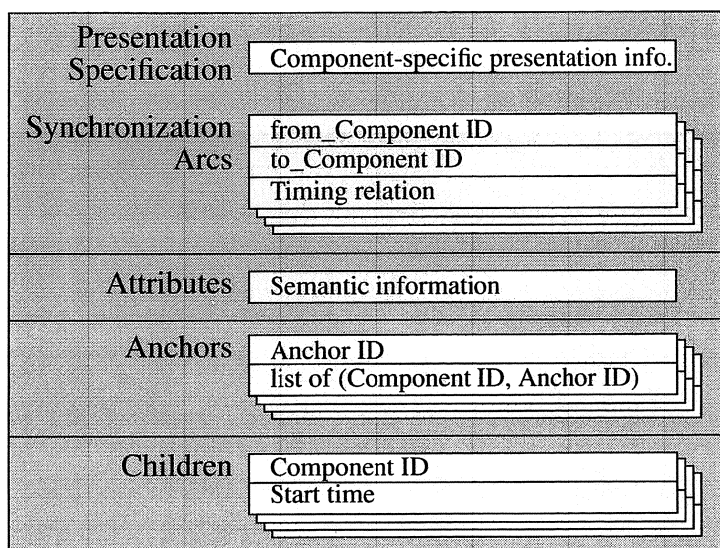 Presentation
Specification
Component-specific presentation info.
Synchronization
Arcs
from_Component ID
to_Component ID
Timing relation
Attributes
Semantic information
Anchors
Anchor ID
list of (Component ID, Anchor ID)
Children
Component ID
Start time